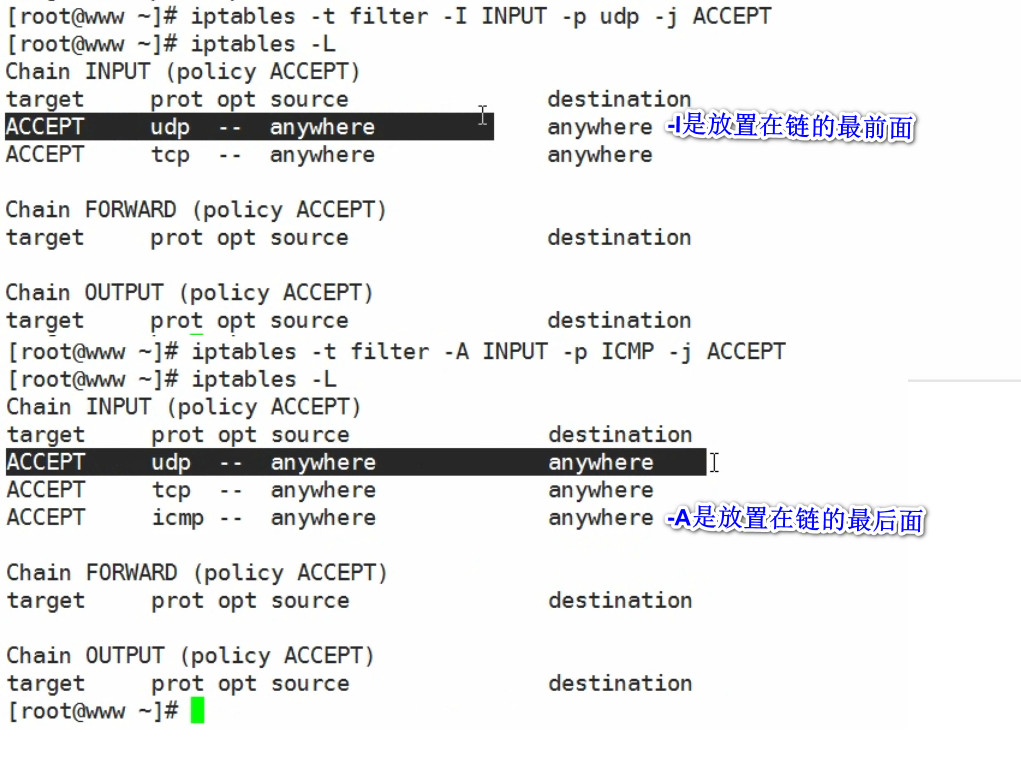 [root@www ~]# iptables -t filter -I INPUT -p udp -j ACCEPT
[root@www ~]# iptables -L
Chain INPUT (policy ACCEPT)
target     prot opt source               destination
ACCEPT     udp  --  anywhere             anywhere -I是放置在链的最前面
ACCEPT     tcp  --  anywhere             anywhere
Chain FORWARD (policy ACCEPT)
target     prot opt source               destination
Chain OUTPUT (policy ACCEPT)
target     prot opt source               destination
[root@www ~]# iptables -t filter -A INPUT -p ICMP -j ACCEPT
[root@www ~]# iptables -L
Chain INPUT (policy ACCEPT)
target     prot opt source               destination
ACCEPT     udp  --  anywhere             anywhere
ACCEPT     tcp  --  anywhere             anywhere
ACCEPT     icmp --  anywhere             anywhere -A是放置在链的最后面
Chain FORWARD (policy ACCEPT)
target     prot opt source               destination
Chain OUTPUT (policy ACCEPT)
target     prot opt source               destination
[root@www ~]#